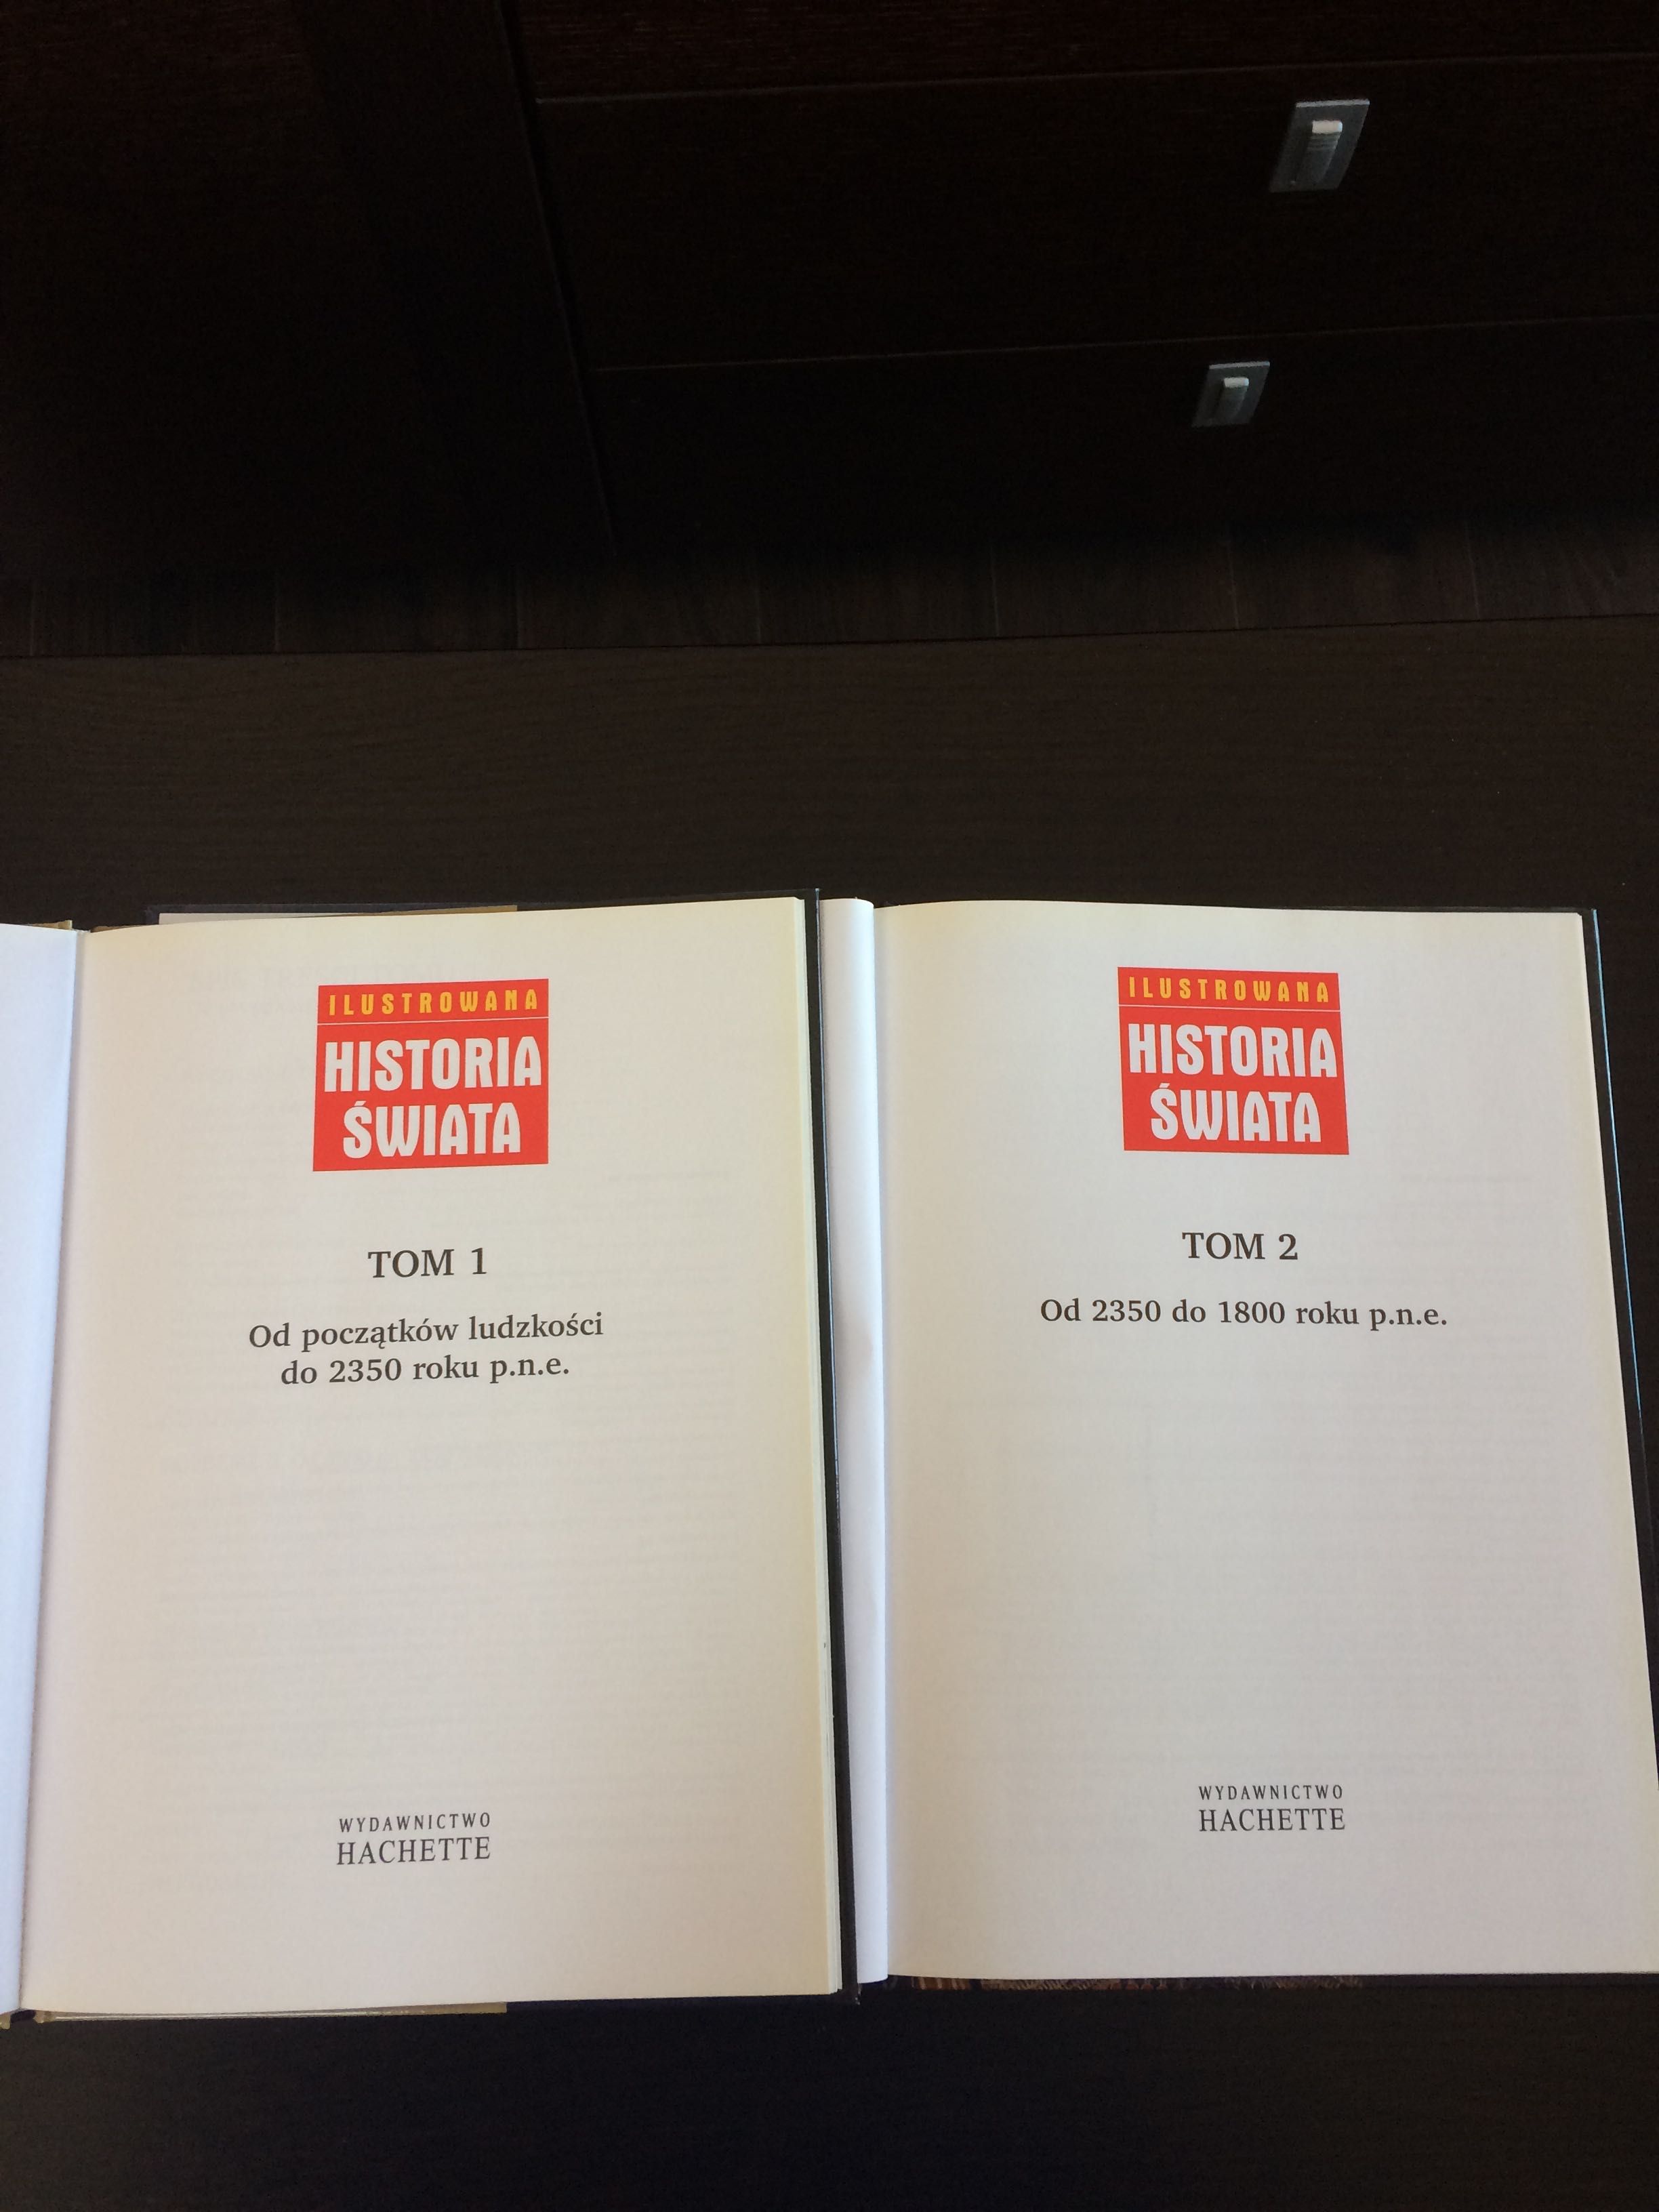 ILUSTROWANA
HISTORIA
ŚWIATA
TOM 1
Od początków ludzkości
do 2350 roku p.n.e.
WYDAWNICTWO
HACHETTE
ILUSTROWANA
HISTORIA
ŚWIATA
TOM 2
Od 2350 do 1800 roku p.n.e.
WYDAWNICTWO
HACHETTE